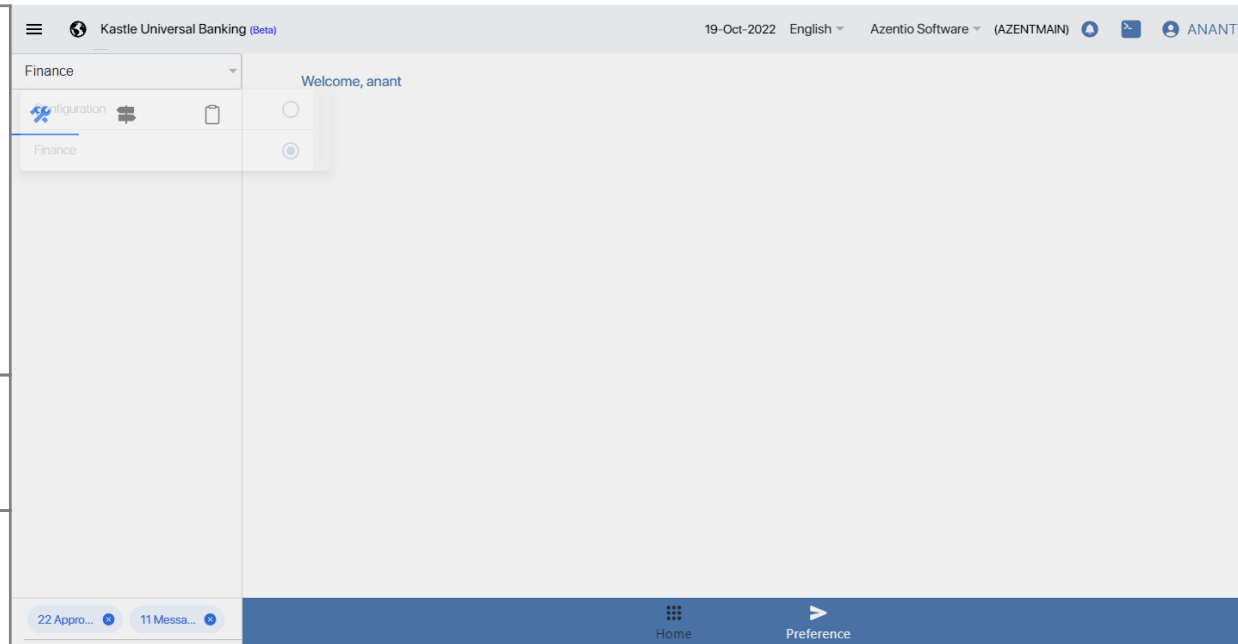 Kastle Universal Banking (Beta)
19-Oct-2022 English Azentio Software (AZENTMAIN) ANANT
Finance
Welcome, anant
Configuration
Finance
22 Appro... 11 Messa...
Home
Preference